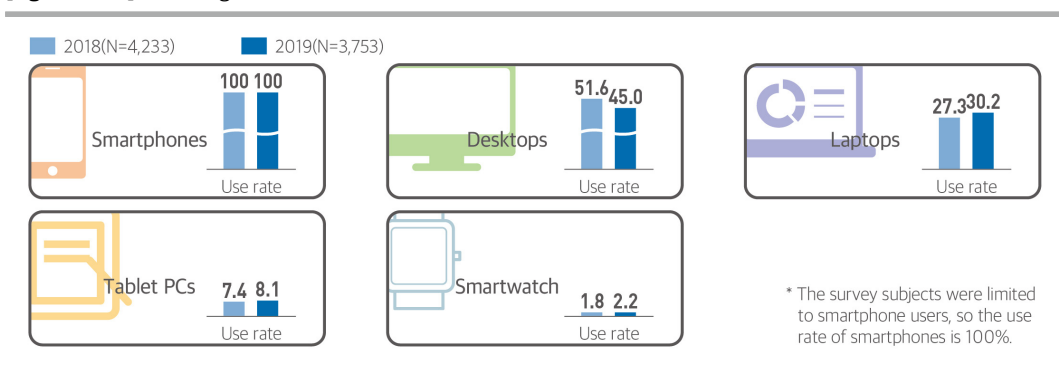 2018(N=4,233) 2019(N=3,753)
100 100
Smartphones
Use rate
51.6 45.0
Desktops
Use rate
27.3 30.2
Laptops
Use rate
Tablet PCs
7.4 8.1
Use rate
Smartwatch
1.8 2.2
Use rate
* The survey subjects were limited
to smartphone users, so the use
rate of smartphones is 100%.